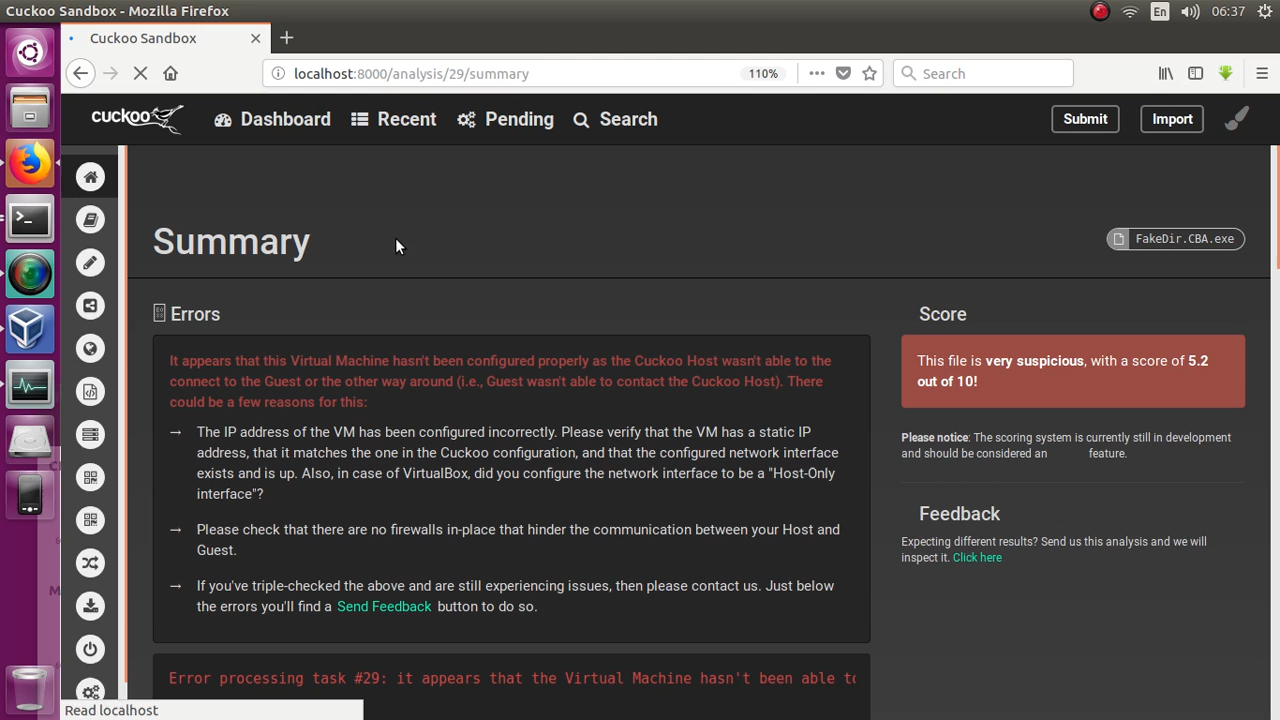 Cuckoo Sandbox - Mozilla Firefox
En
06:37
Cuckoo Sandbox
localhost:8000/analysis/29/summary
110%
Search
cuckoo
Dashboard
Recent
Pending
Search
Submit
Import
Summary
FakeDir.CBA.exe
Errors
It appears that this Virtual Machine hasn't been configured properly as the Cuckoo Host wasn't able to
connect to the Guest or the other way around (i.e., Guest wasn't able to contact the Cuckoo Host). There
could be a few reasons for this:
→ The IP address of the VM has been configured incorrectly. Please verify that the VM has a static IP
address, that it matches the one in the Cuckoo configuration, and that the configured network interface
exists and is up. Also, in case of VirtualBox, did you configure the network interface to be a "Host-Only
interface"?
→ Please check that there are no firewalls in-place that hinder the communication between your Host and
Guest.
→ If you've triple-checked the above and are still experiencing issues, then please contact us. Just below
the errors you'll find a Send Feedback button to do so.
Error processing task #29: it appears that the Virtual Machine hasn't been able to
Score
This file is very suspicious, with a score of 5.2
out of 10!
Please notice: The scoring system is currently still in development
and should be considered an feature.
Feedback
Expecting different results? Send us this analysis and we will
inspect it. Click here
Read localhost